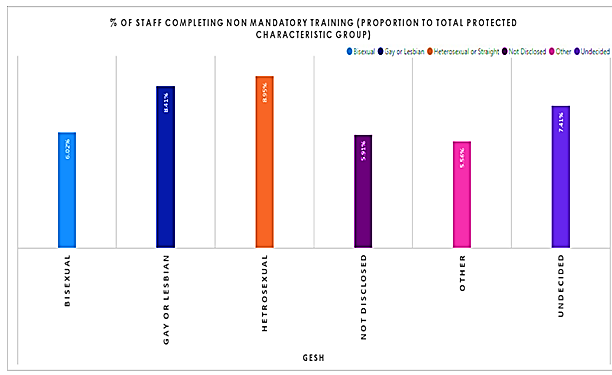 % OF STAFF COMPLETING NON MANDATORY TRAINING (PROPORTION TO TOTAL PROTECTED
CHARACTERISTIC GROUP)
Bisexual Gay or Lesbian Heterosexual or Straight Not Disclosed Other Undecided
6.02%
8.41%
8.95%
5.91%
5.56%
7.41%
BISEXUAL
GAY OR LESBIAN
HETROSEXUAL
NOT DISCLOSED
OTHER
UNDECIDED
GESH